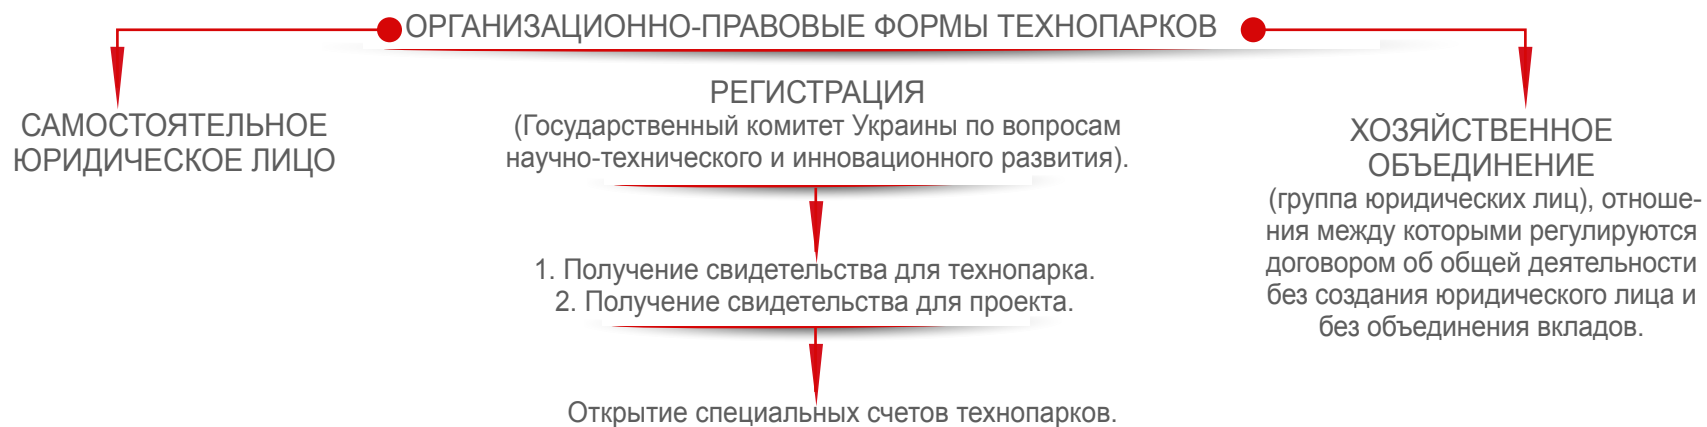 ОРГАНИЗАЦИОННО-ПРАВОВЫЕ ФОРМЫ ТЕХНОПАРКОВ
САМОСТОЯТЕЛЬНОЕ
ЮРИДИЧЕСКОЕ ЛИЦО
РЕГИСТРАЦИЯ
(Государственный комитет Украины по вопросам
научно-технического и инновационного развития).
1. Получение свидетельства для технопарка.
2. Получение свидетельства для проекта.
Открытие специальных счетов технопарков.
ХОЗЯЙСТВЕННОЕ
ОБЪЕДИНЕНИЕ
(группа юридических лиц), отноше-
ния между которыми регулируются
договором об общей деятельности
без создания юридического лица и
без объединения вкладов.